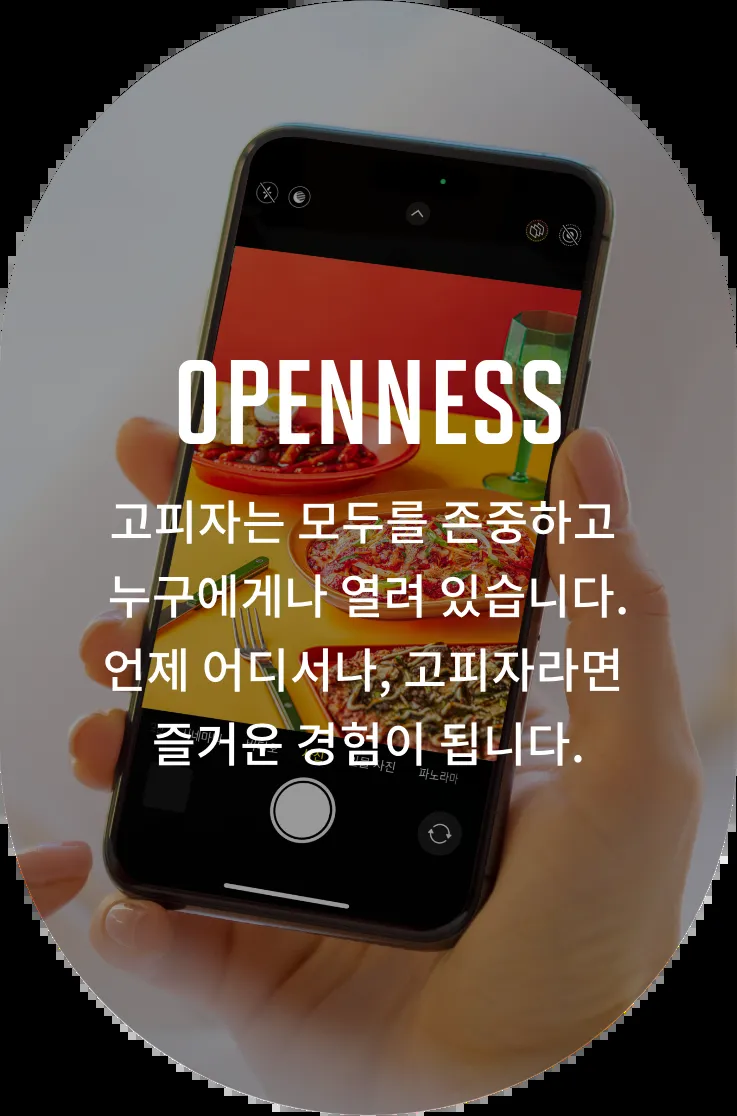 OPENNESS
고피자는 모두를 존중하고
누구에게나 열려 있습니다.
언제 어디서나, 고피자라면
즐거운 경험이 됩니다.
사진
파노라마